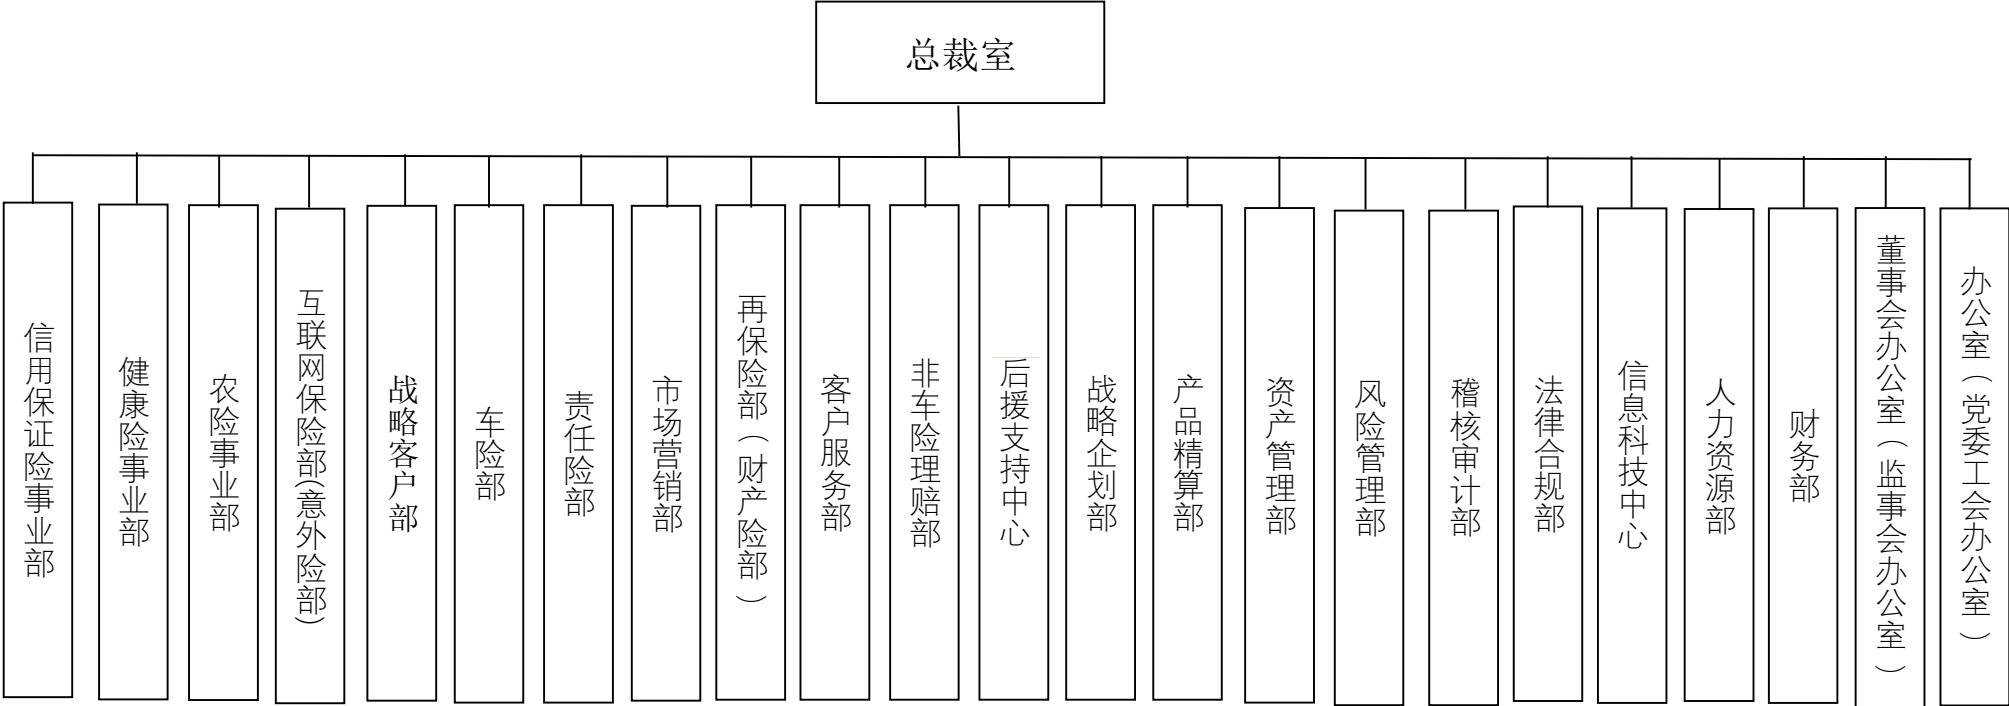 总裁室
信用保证险事业部
健康险事业部
农险事业部
互联网保险部(意外险部)
战略客户部
车险部
责任险部
市场营销部
再保险部（财产险部）
客户服务部
非车险理赔部
后援支持中心
战略企划部
产品精算部
资产管理部
风险管理部
稽核审计部
法律合规部
信息科技中心
人力资源部
财务部
董事会办公室（监事会办公室）
办公室（党委工会办公室）